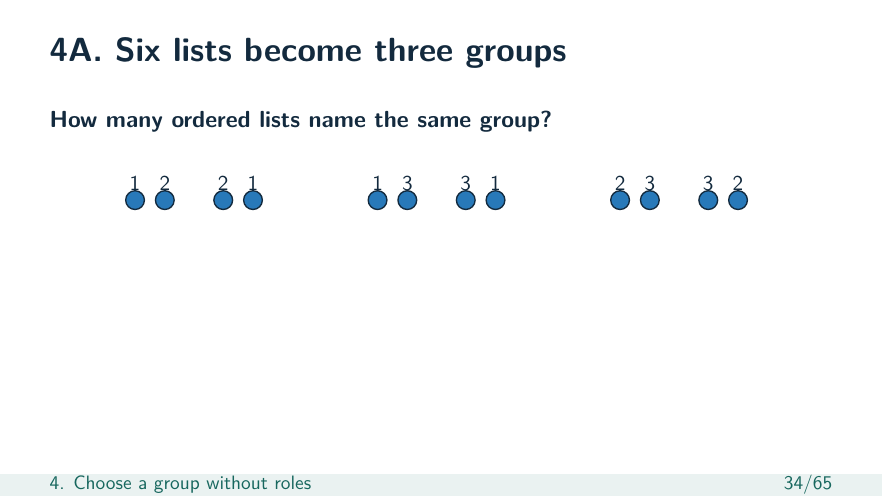 4A. Six lists become three groups
How many ordered lists name the same group?
1 2 2 1 1 3 3 1 2 3 3 2
4. Choose a group without roles 34/65